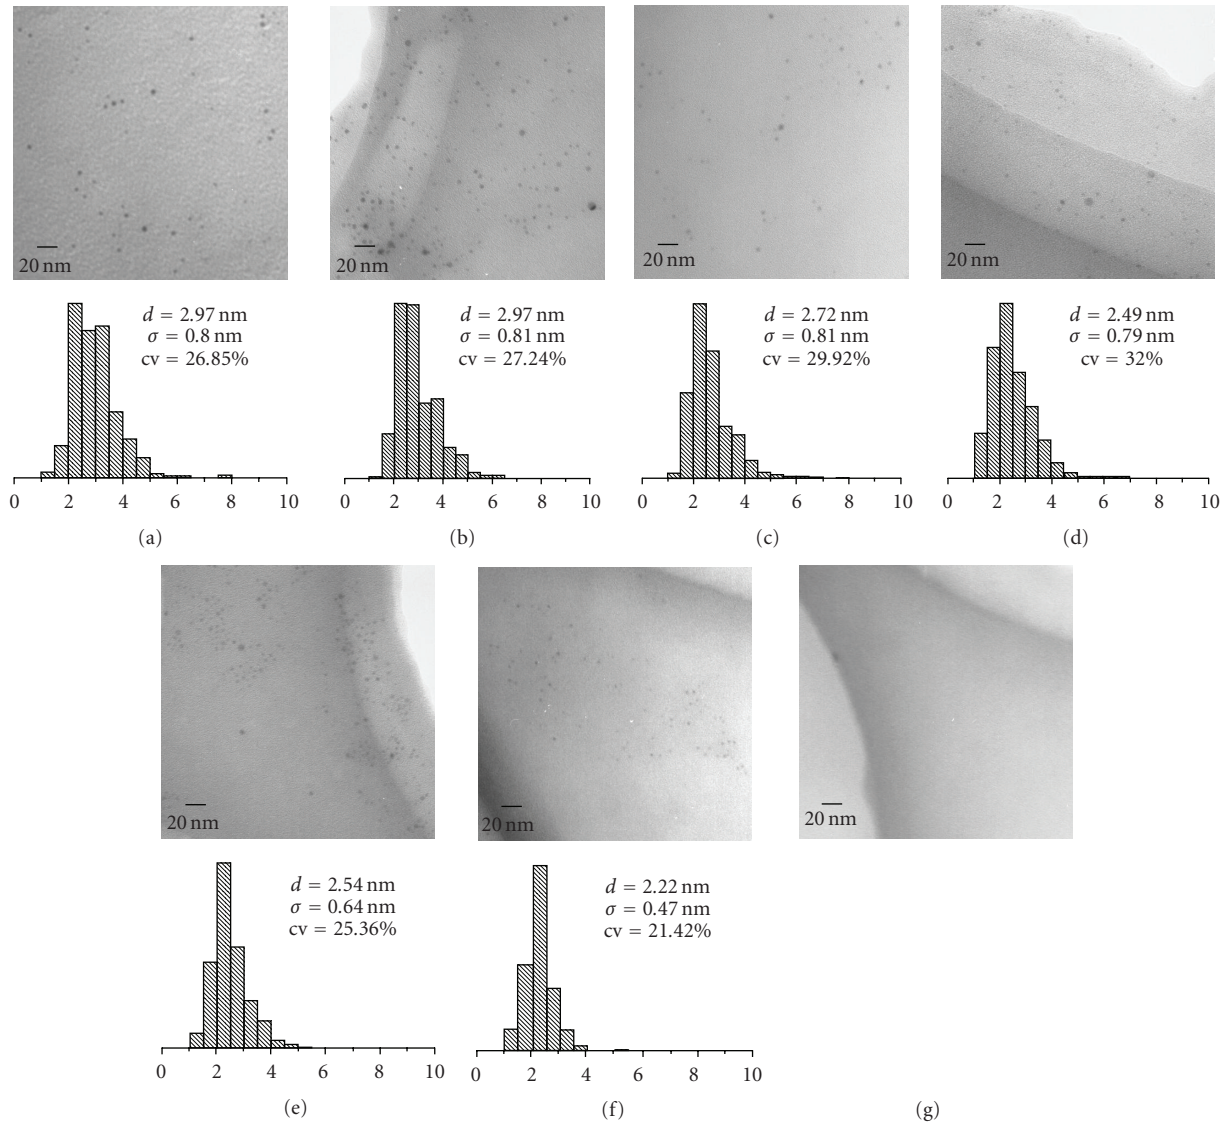 20 nm
20 nm
20 nm
20 nm
d = 2.97 nm
σ = 0.8 nm
cv = 26.85%
d = 2.97 nm
σ = 0.81 nm
cv = 27.24%
d = 2.72 nm
σ = 0.81 nm
cv = 29.92%
d = 2.49 nm
σ = 0.79 nm
cv = 32%
0 2 4 6 8 10
0 2 4 6 8 10
0 2 4 6 8 10
0 2 4 6 8 10
(a)
(b)
(c)
(d)
20 nm
20 nm
20 nm
d = 2.54 nm
σ = 0.64 nm
cv = 25.36%
d = 2.22 nm
σ = 0.47 nm
cv = 21.42%
0 2 4 6 8 10
0 2 4 6 8 10
(e)
(f)
(g)